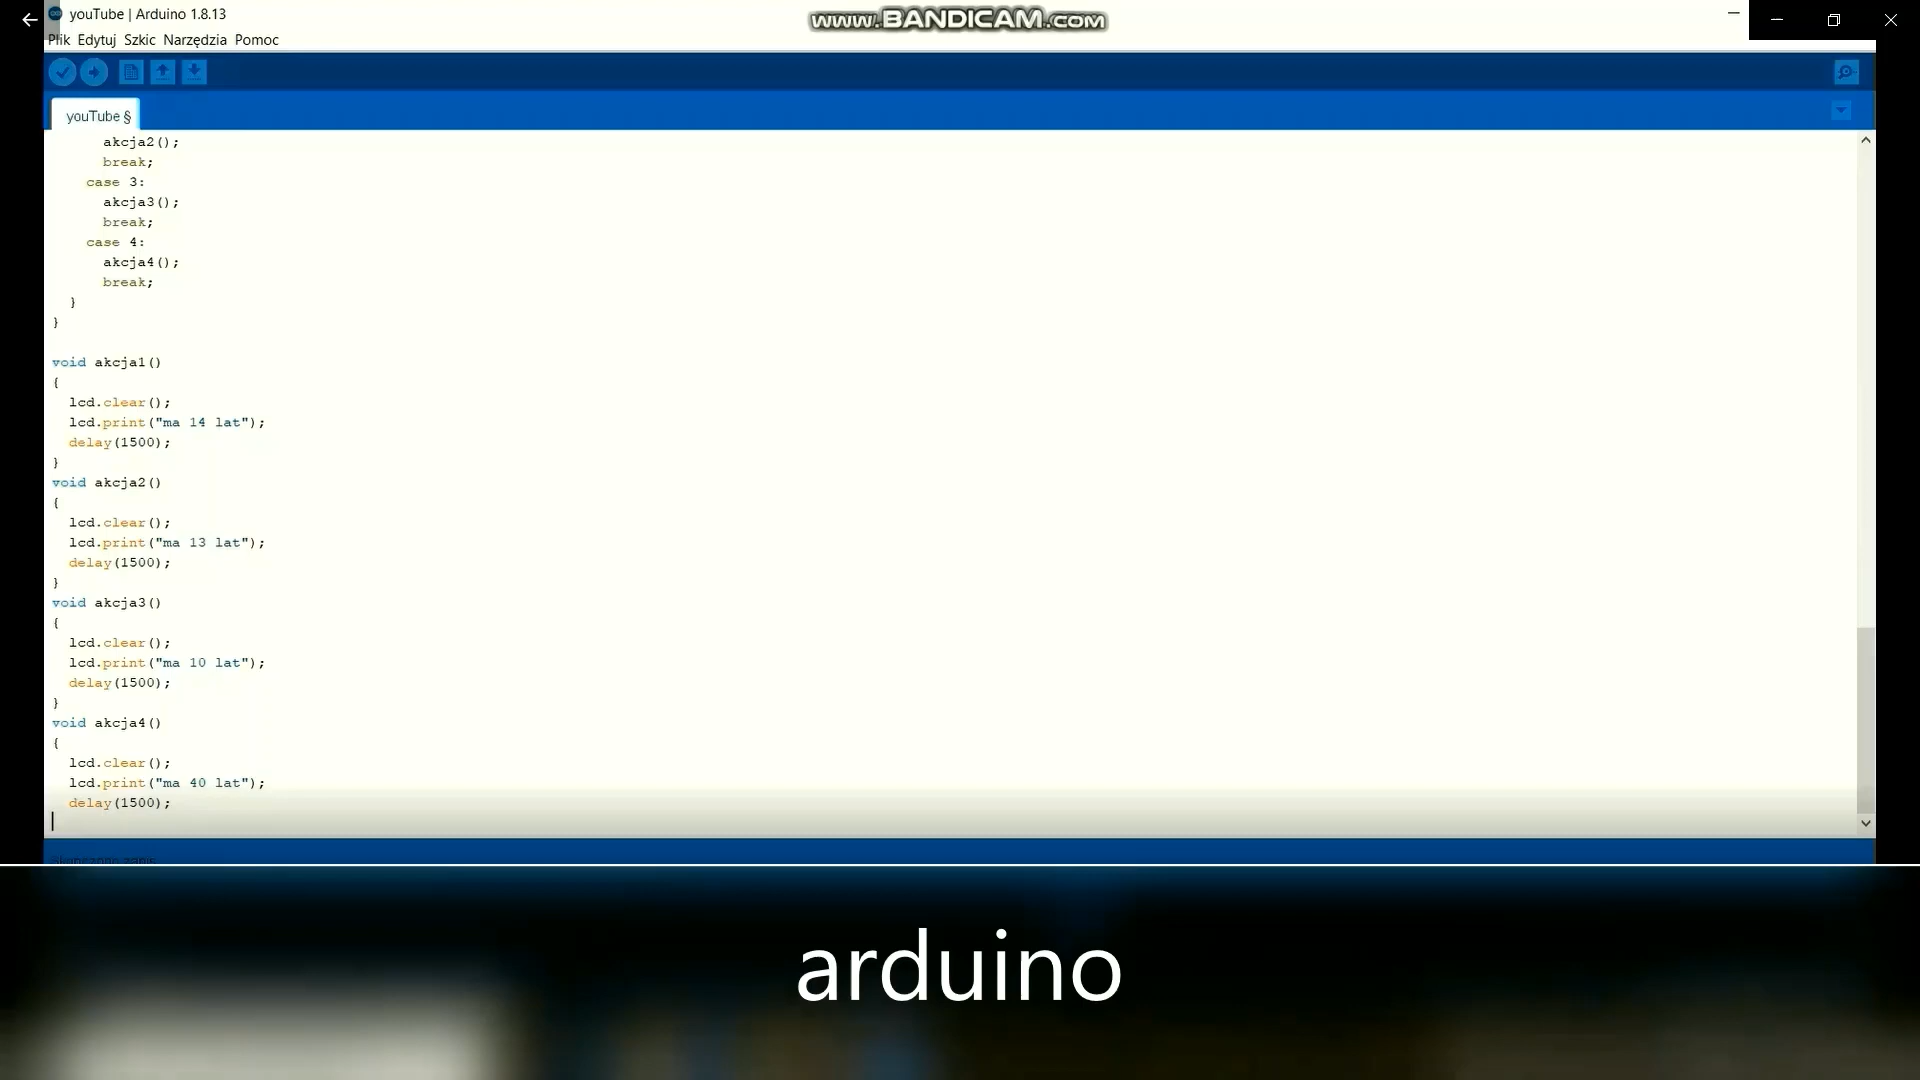 youTube | Arduino 1.8.13
www.BANDICAM.com
Plik Edytuj Szkic Narzędzia Pomoc
youTube §
akcja2();
break;
case 3:
akcja3();
break;
case 4:
akcja4();
break;
}
}
void akcja1()
{
lcd.clear();
lcd.print("ma 14 lat");
delay(1500);
}
void akcja2()
{
lcd.clear();
lcd.print("ma 13 lat");
delay(1500);
}
void akcja3()
{
lcd.clear();
lcd.print("ma 10 lat");
delay(1500);
}
void akcja4()
{
lcd.clear();
lcd.print("ma 40 lat");
delay(1500);
arduino